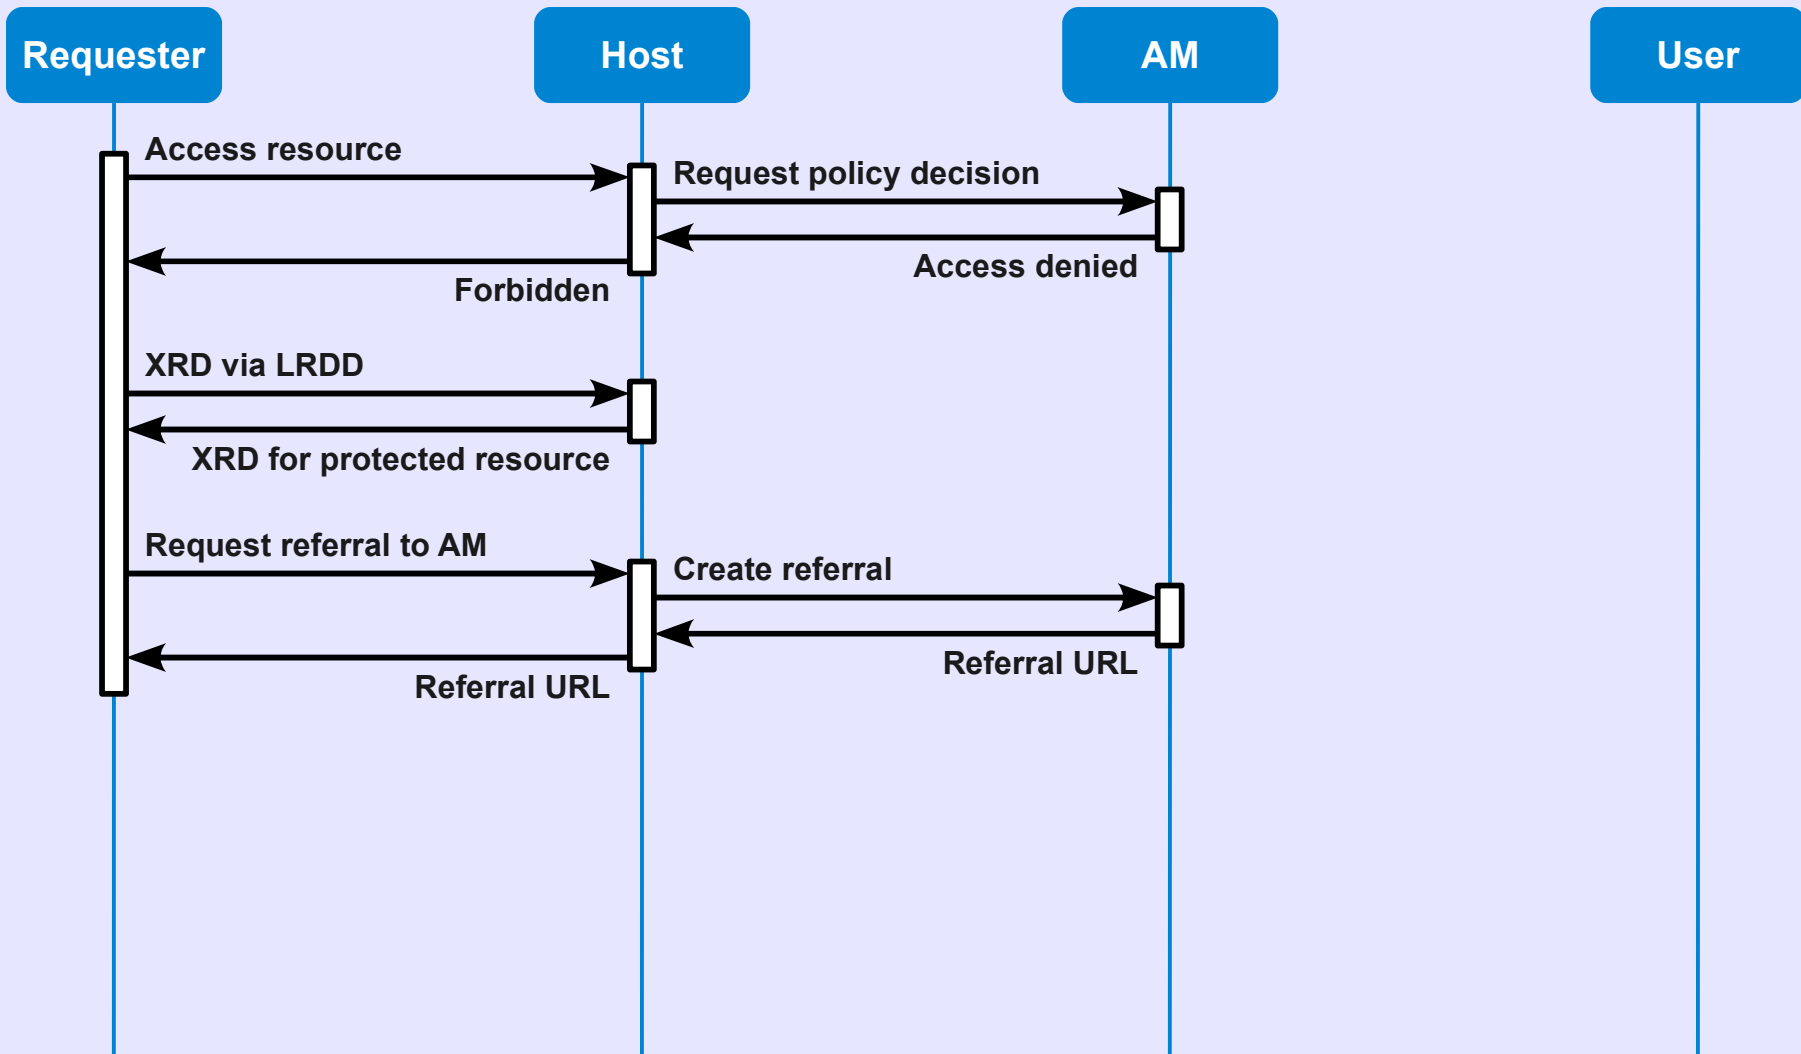 Requester
Host
AM
User
Access resource
Request policy decision
Access denied
Forbidden
XRD via LRDD
XRD for protected resource
Request referral to AM
Create referral
Referral URL
Referral URL